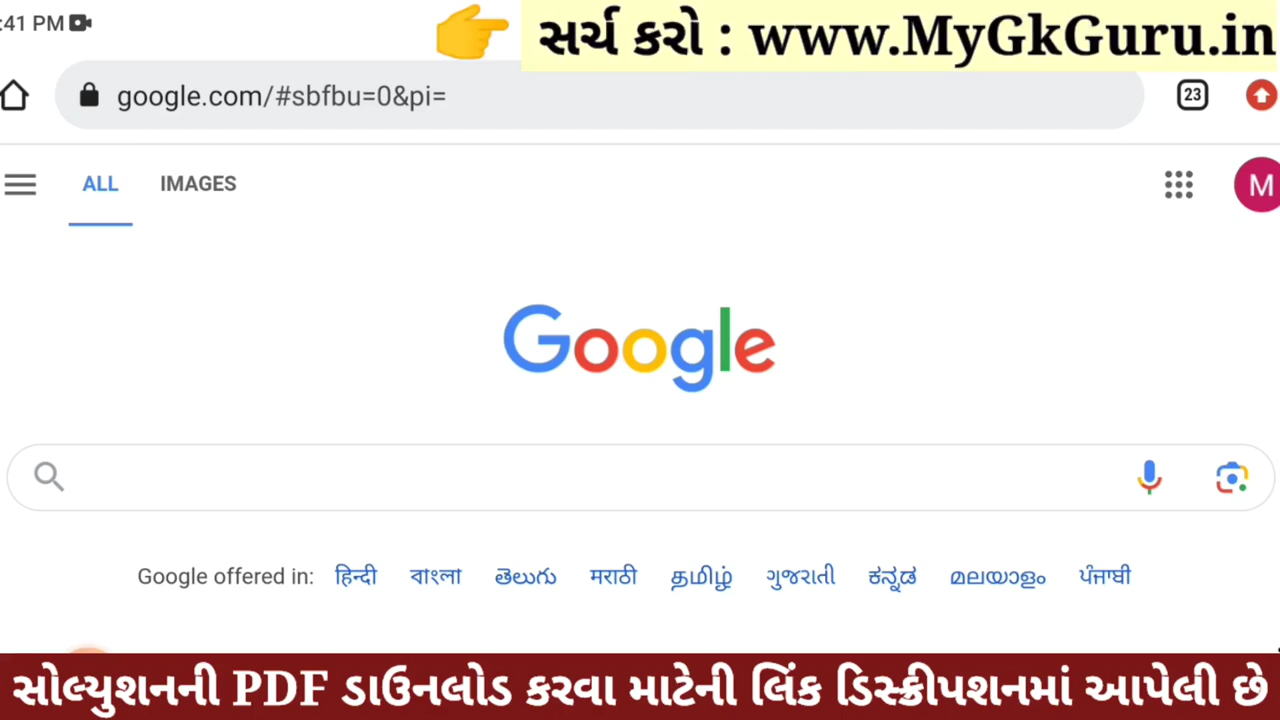 :41 PM
👉 સર્ચ કરો : www.MyGkGuru.in
google.com/#sbfbu=0&pi=
23
ALL IMAGES
M
Google
Google offered in: हिन्दी বাংলা తెలుగు मराठी தமிழ் ગુજરાતી ಕನ್ನಡ മലയാളം ਪੰਜਾਬੀ
સોલ્યુશનની PDF ડાઉનલોડ કરવા માટેની લિંક ડિસ્ક્રીપશનમાં આપેલી છે